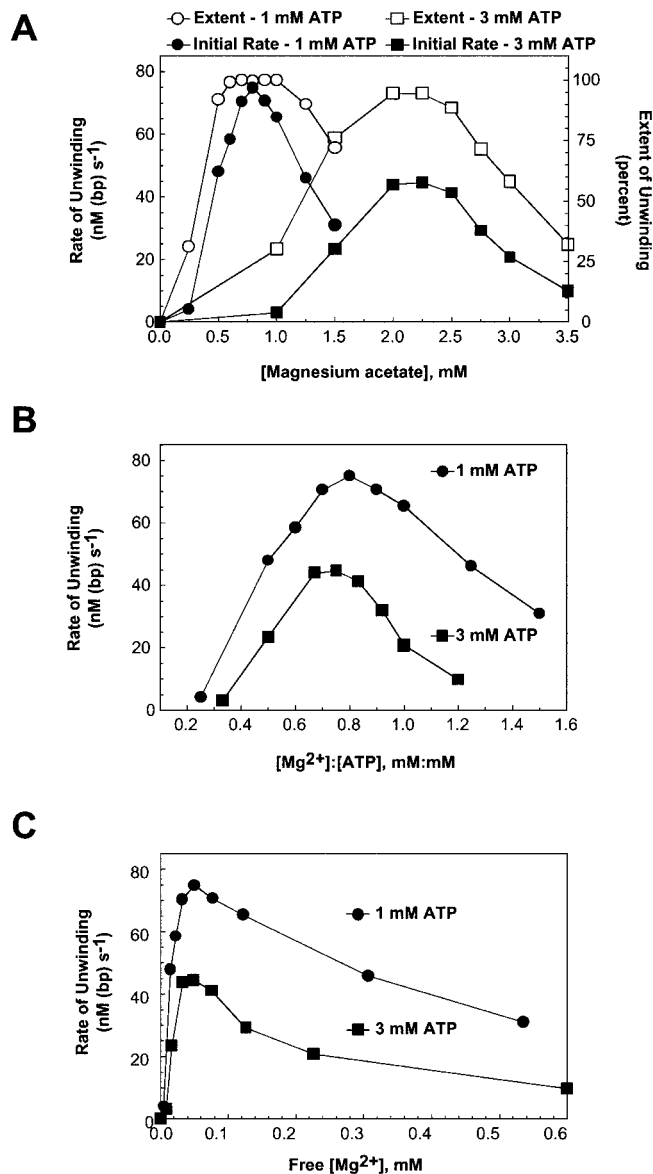 A
Extent - 1 mM ATP Extent - 3 mM ATP
Initial Rate - 1 mM ATP Initial Rate - 3 mM ATP
80
60
40
20
0
Rate of Unwinding
(nM (bp) s-1)
100
75
50
25
0
Extent of Unwinding
(percent)
0.0 0.5 1.0 1.5 2.0 2.5 3.0 3.5
[Magnesium acetate], mM
B
80
60
40
20
0
Rate of Unwinding
(nM (bp) s-1)
1 mM ATP
3 mM ATP
0.2 0.4 0.6 0.8 1.0 1.2 1.4 1.6
[Mg2+]:[ATP], mM:mM
C
80
60
40
20
0
Rate of Unwinding
(nM (bp) s-1)
1 mM ATP
3 mM ATP
0.0 0.1 0.2 0.3 0.4 0.5 0.6
Free [Mg2+], mM